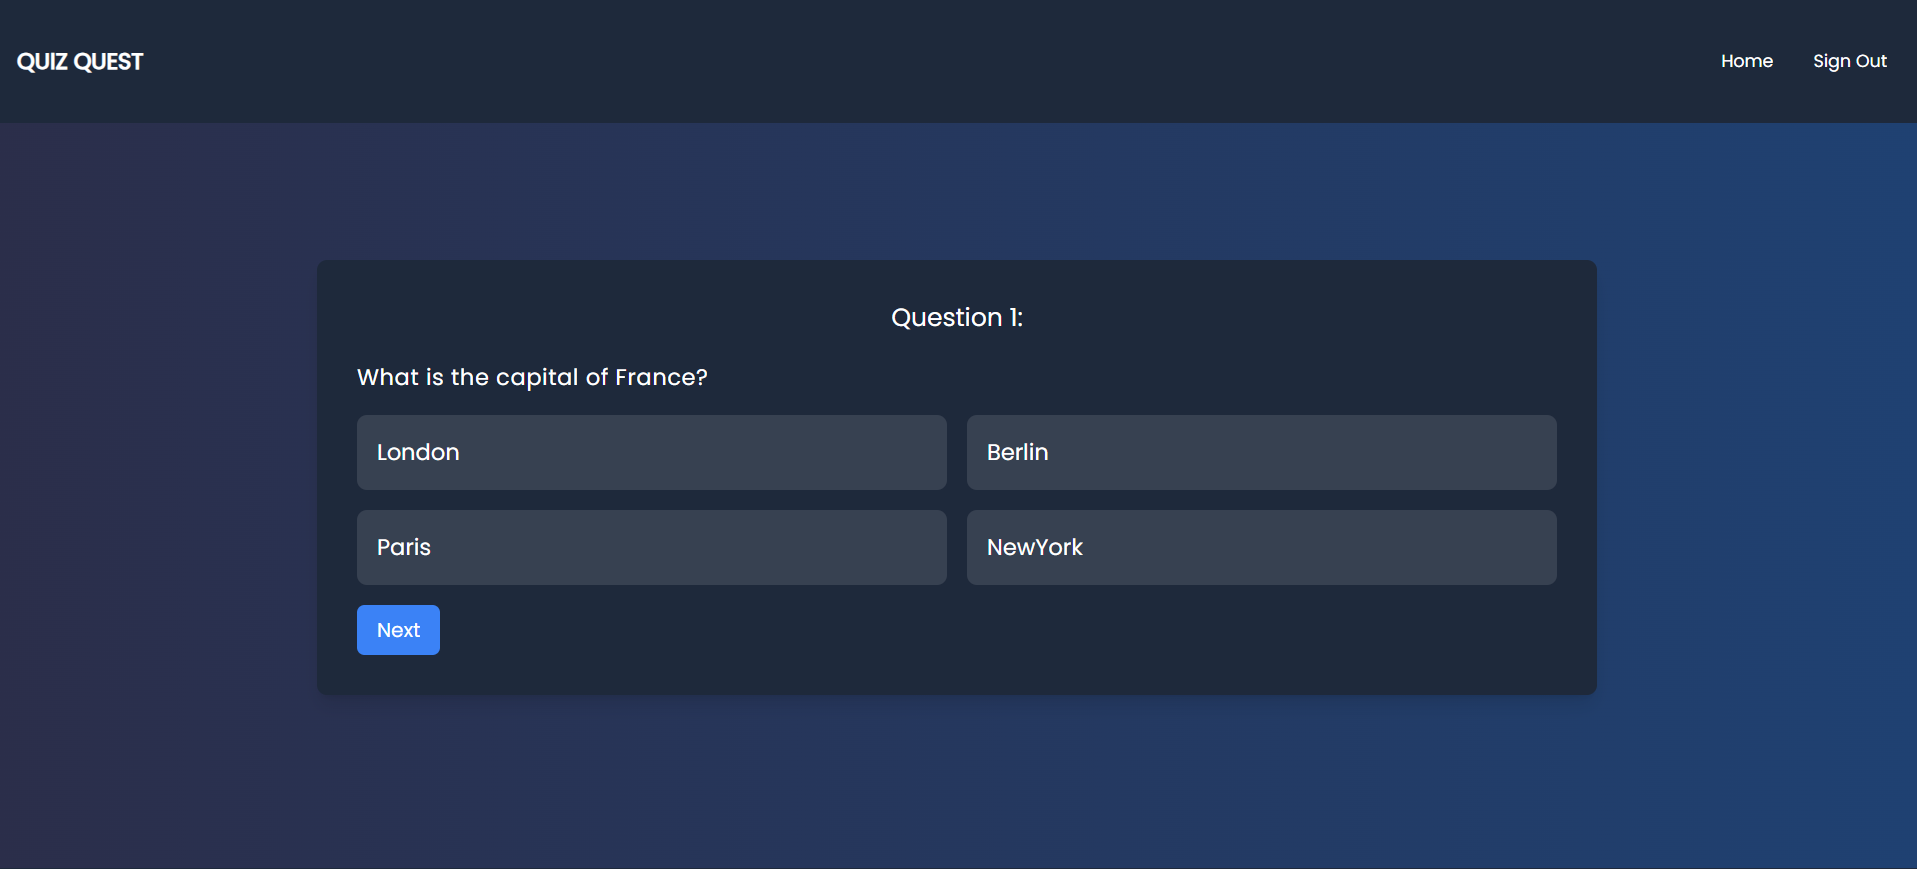 QUIZ QUEST
Home
Sign Out
Question 1:
What is the capital of France?
London
Berlin
Paris
NewYork
Next